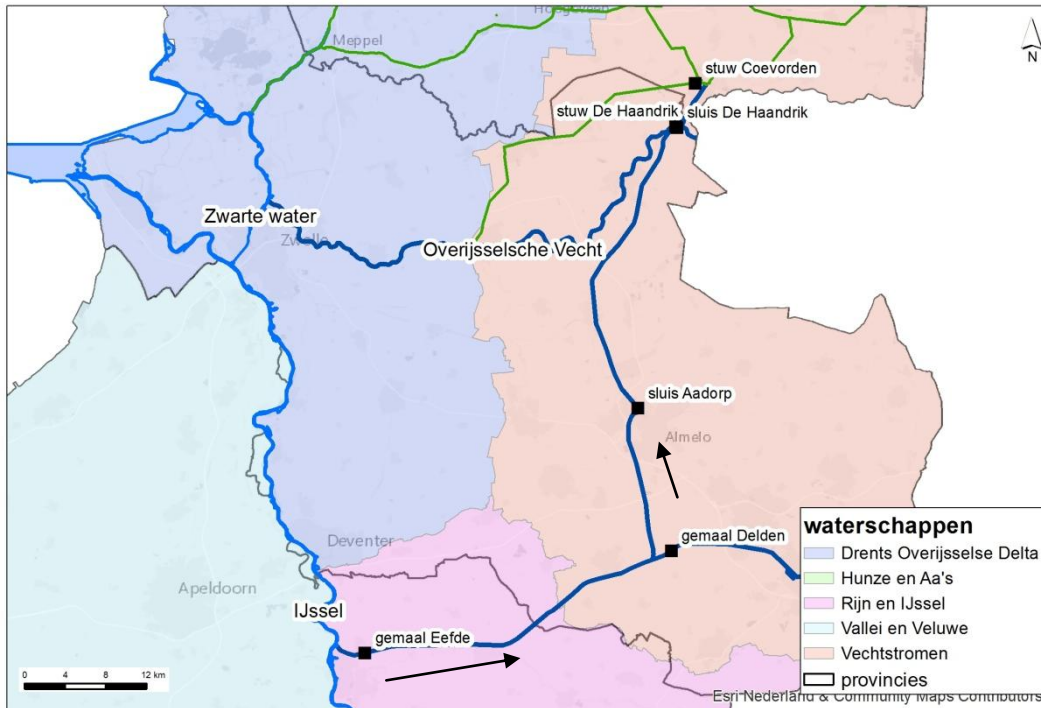 Hoogeveen
Meppel
N
stuw Coevorden
stuw De Haandrik
sluis De Haandrik
Zwarte water
Zwolle
Overijsselsche Vecht
sluis Aadorp
Almelo
waterschappen
Drents Overijsselse Delta
Hunze en Aa's
Rijn en IJssel
Vallei en Veluwe
Vechtstromen
provincies
gemaal Delden
Deventer
Apeldoorn
IJssel
gemaal Eefde
0 4 8 12 km
Esri Nederland & Community Maps Contributors